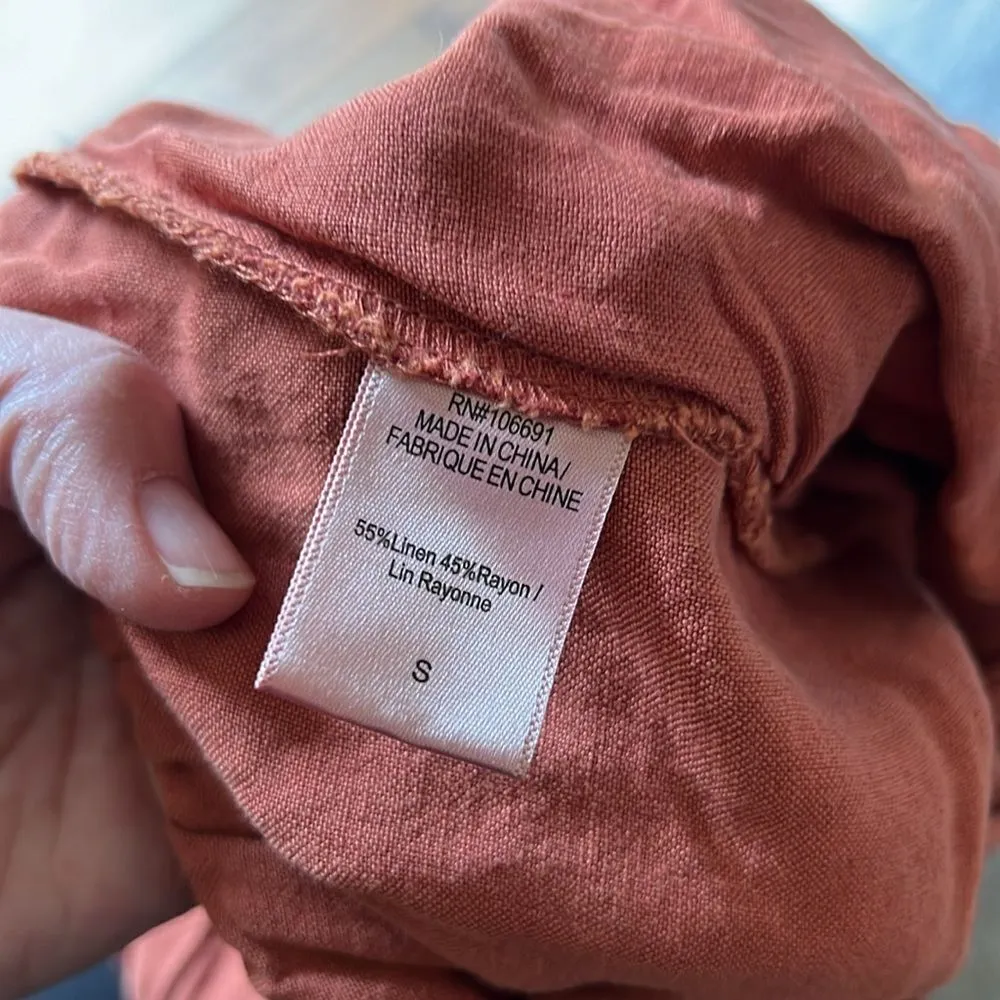 RN#106691
MADE IN CHINA/
FABRIQUE EN CHINE
55%Linen 45%Rayon /
Lin Rayonne
S